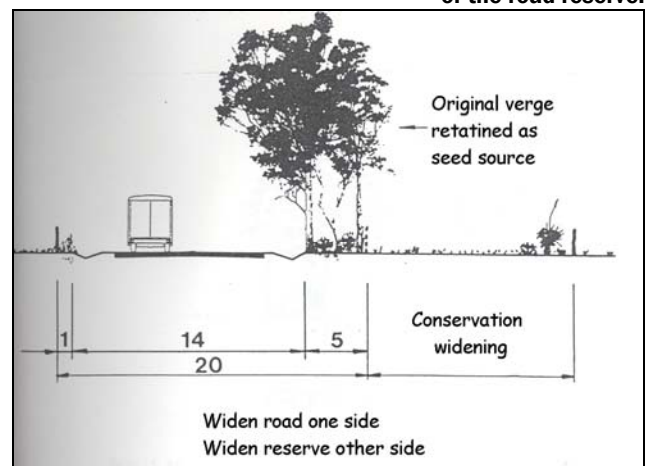 of the road reserve.
Original verge
retatined as
seed source
1
14
5
20
Conservation
widening
Widen road one side
Widen reserve other side